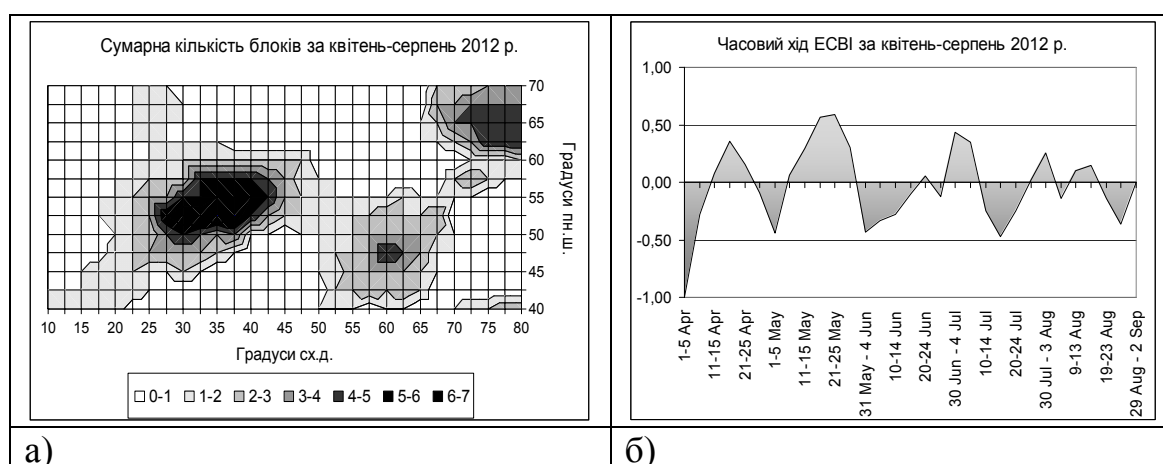 Сумарна кількість блоків за квітень-серпень 2012 р.
70
65
60
55
50
45
40
Градуси пн.ш.
10 15 20 25 30 35 40 45 50 55 60 65 70 75 80
Градуси сх.д.
0-1 1-2 2-3 3-4 4-5 5-6 6-7
а)
Часовий хід ЕСВІ за квітень-серпень 2012 р.
1,00
0,50
0,00
-0,50
-1,00
1-5 Apr
11-15 Apr
21-25 Apr
1-5 May
11-15 May
21-25 May
31 May - 4 Jun
10-14 Jun
20-24 Jun
30 Jun - 4 Jul
10-14 Jul
20-24 Jul
30 Jul - 3 Aug
9-13 Aug
19-23 Aug
29 Aug - 2 Sep
б)